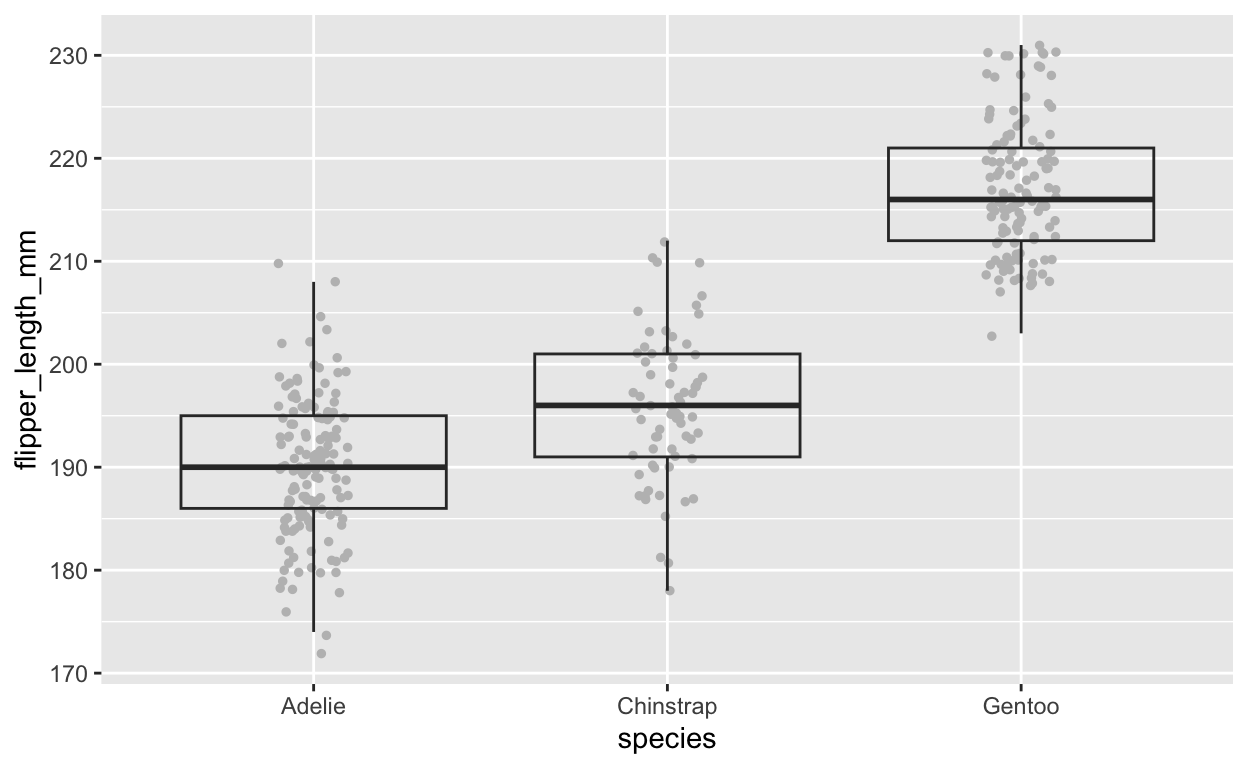 flipper_length_mm
230
220
210
200
190
180
170
Adelie
Chinstrap
Gentoo
species